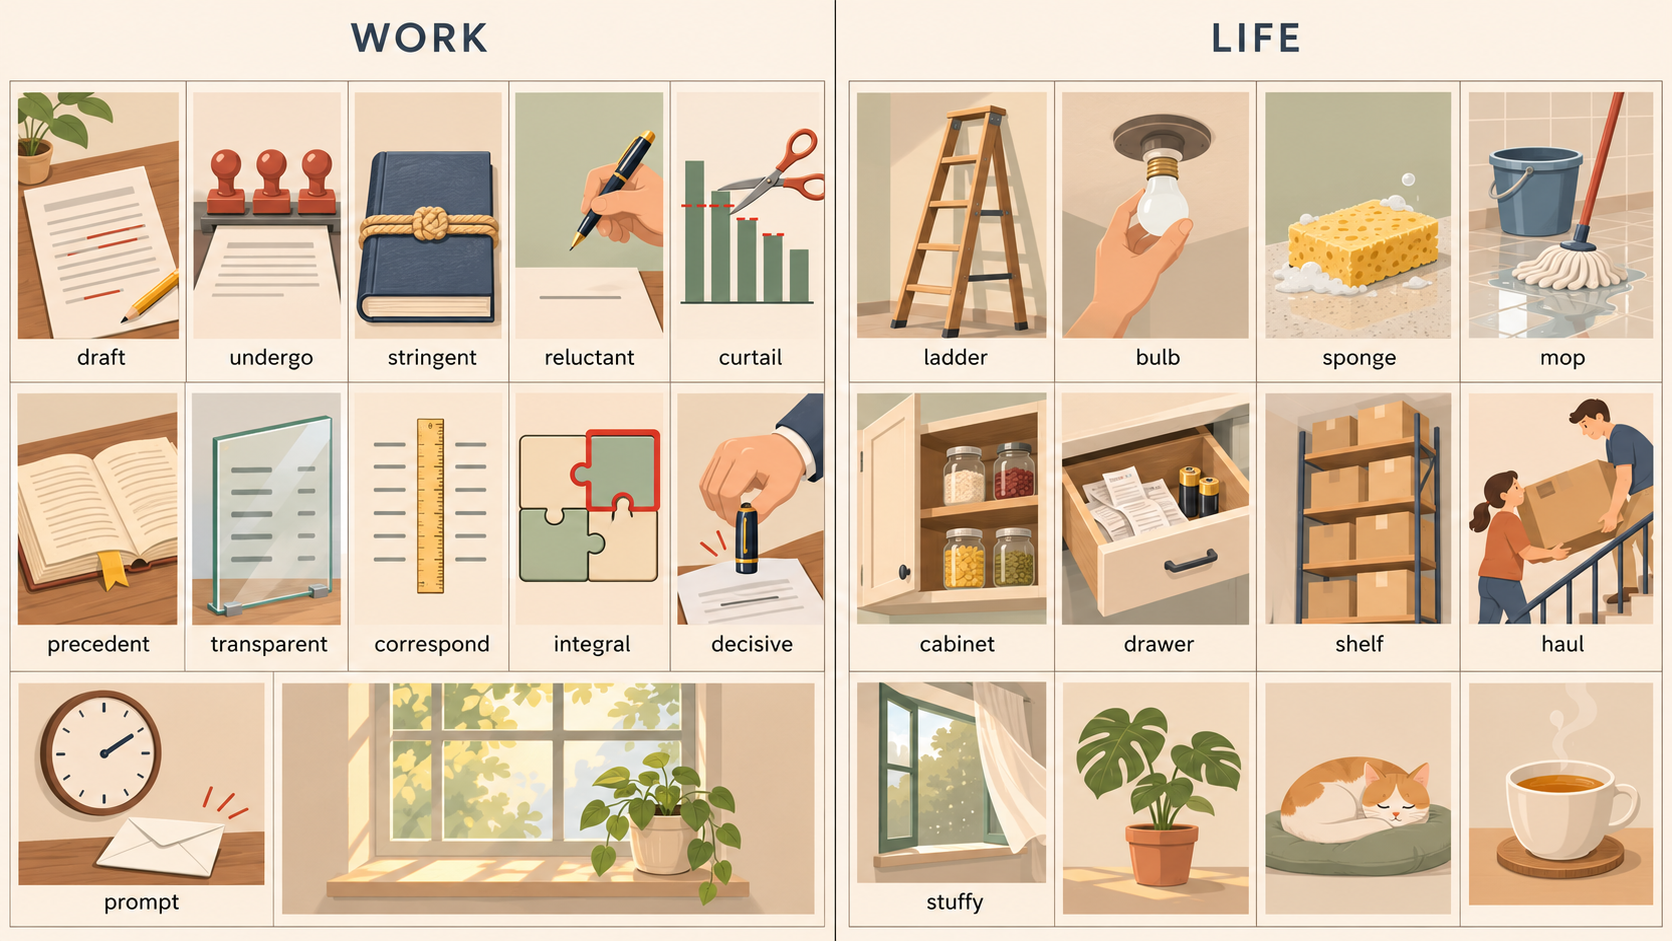 WORK
draft
undergo
stringent
reluctant
curtail
precedent
transparent
correspond
integral
decisive
prompt
LIFE
ladder
bulb
sponge
mop
cabinet
drawer
shelf
haul
stuffy